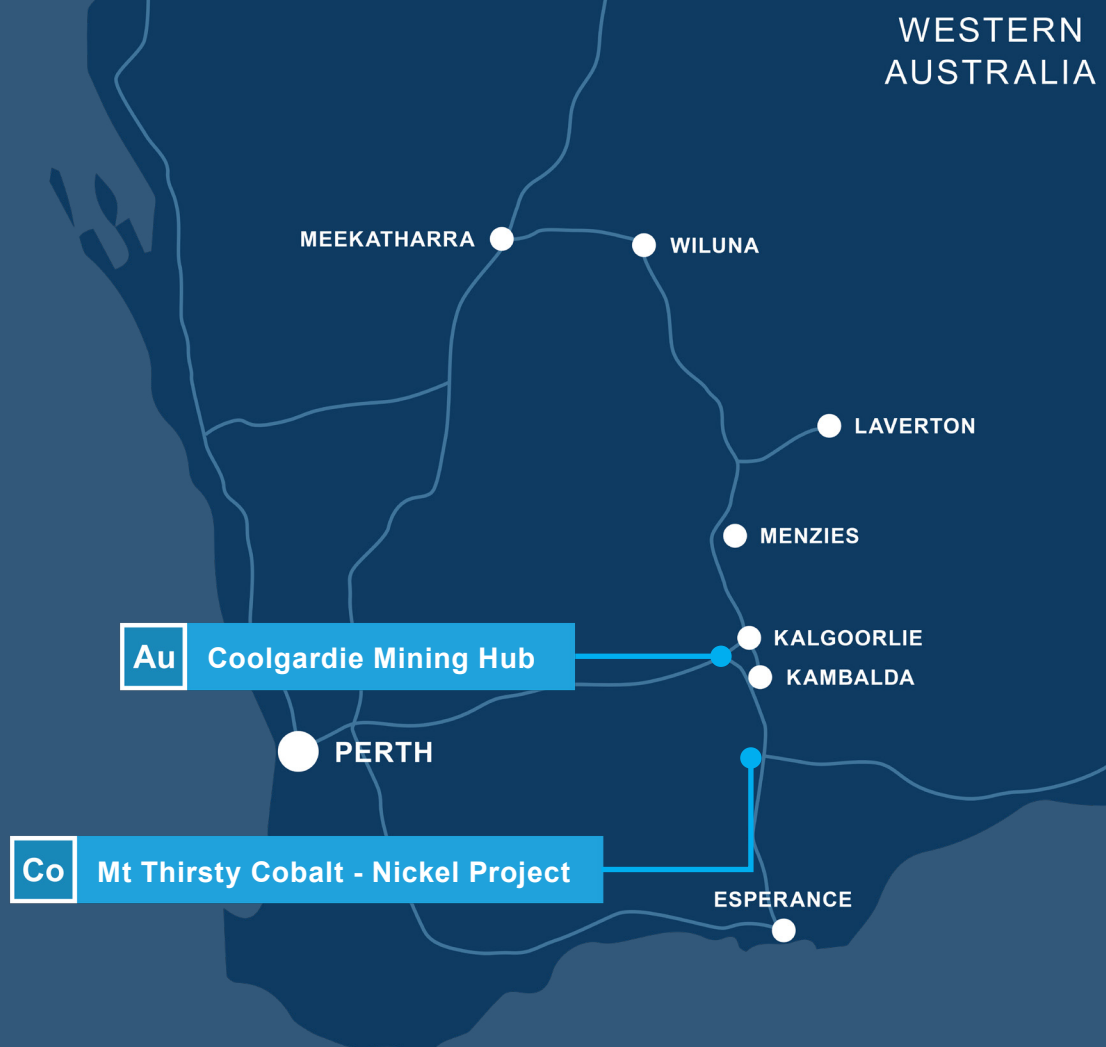 WESTERN
AUSTRALIA
MEEKATHARRA
WILUNA
LAVERTON
MENZIES
KALGOORLIE
Au Coolgardie Mining Hub
KAMBALDA
PERTH
Co Mt Thirsty Cobalt - Nickel Project
ESPERANCE